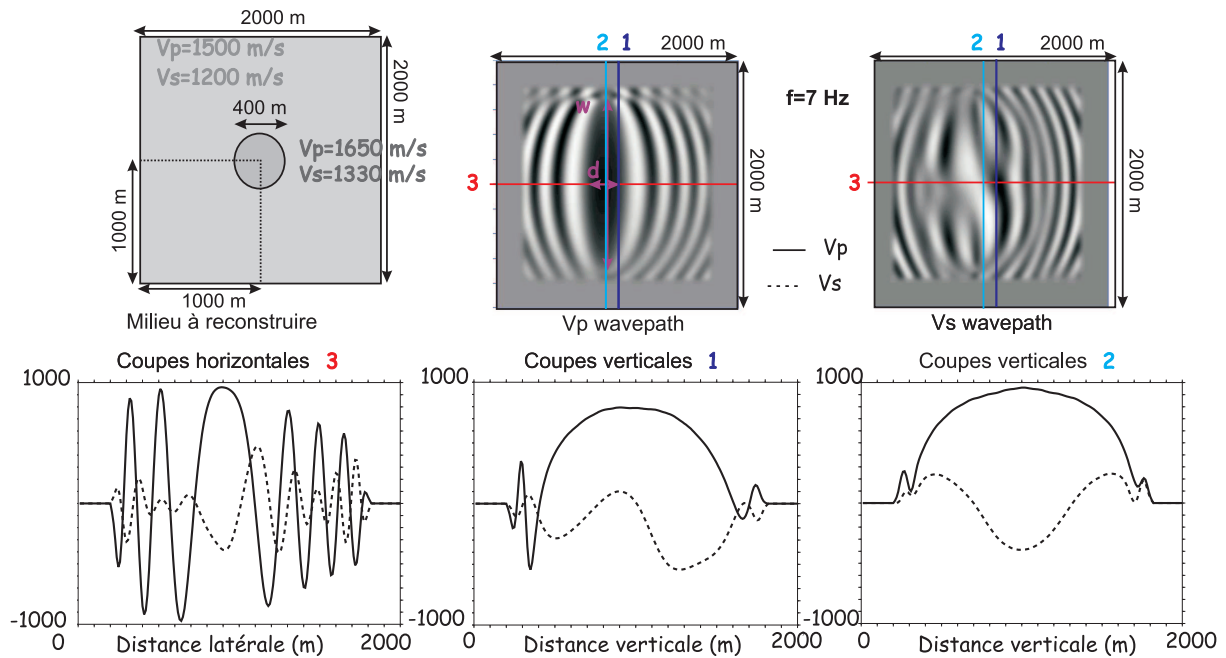 2000 m
Vp=1500 m/s
Vs=1200 m/s
400 m
Vp=1650 m/s
Vs=1330 m/s
1000 m
2000 m
1000 m
Milieu à reconstruire
2 1
2000 m
w
d
3
2000 m
Vp wavepath
f=7 Hz
Vp
Vs
2 1
2000 m
3
2000 m
Vs wavepath
Coupes horizontales 3
1000
-1000
0
Distance latérale (m)
2000
Coupes verticales 1
1000
-1000
0
Distance verticale (m)
2000
Coupes verticales 2
1000
-1000
0
Distance verticale (m)
2000